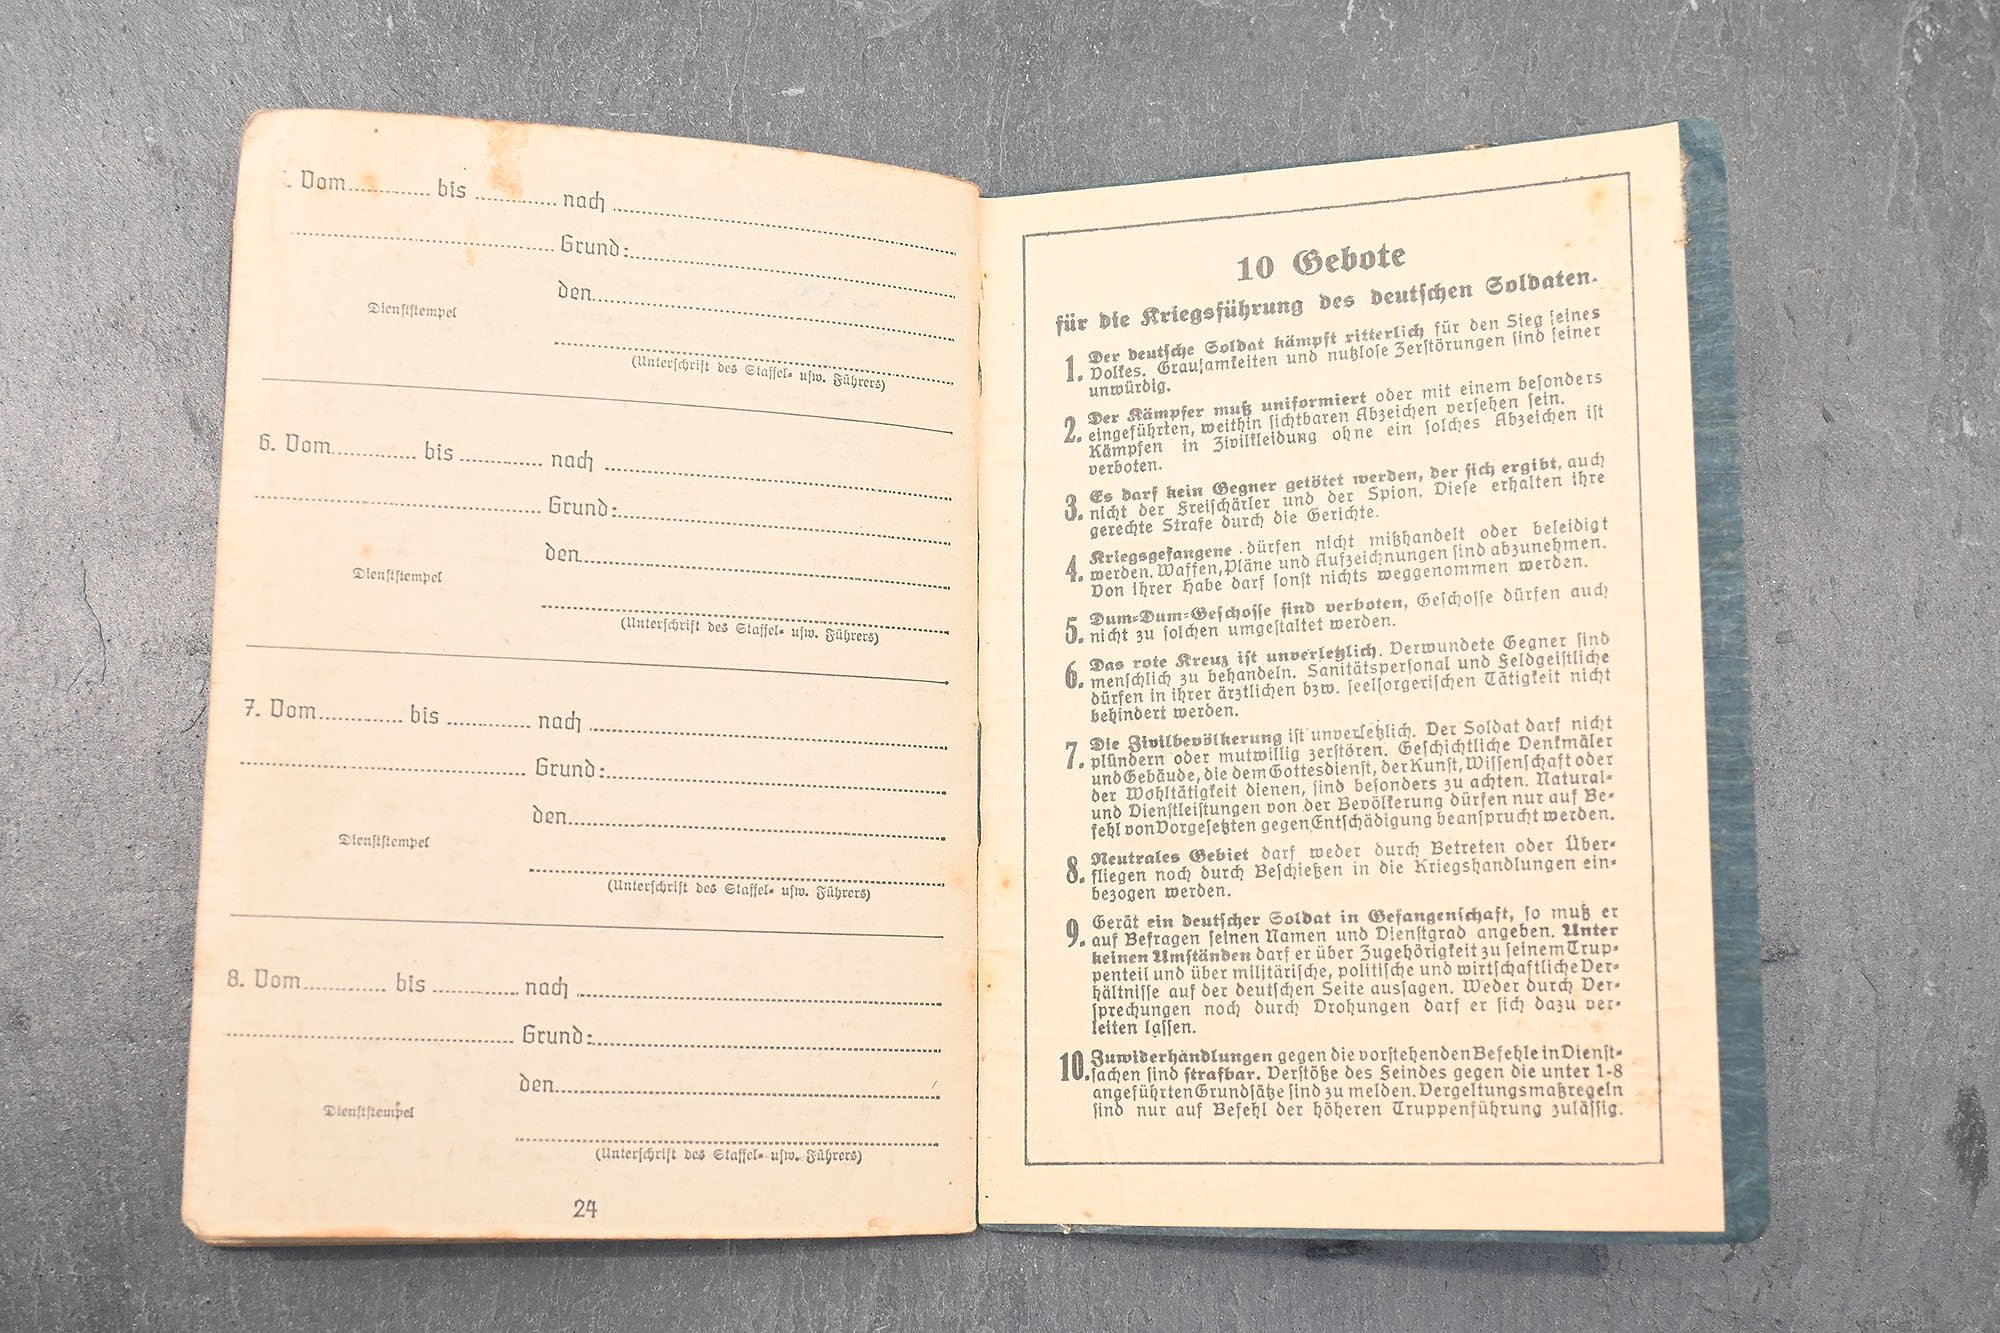 . Vom............ bis ............ nach ............
............ Grund: ............
den............
Dienststempel
(Unterschrift des Staffel- usw. Führers)
6. Vom............ bis ............ nach ............
............ Grund: ............
den............
Dienststempel
(Unterschrift des Staffel- usw. Führers)
7. Vom............ bis ............ nach ............
............ Grund: ............
den............
Dienststempel
(Unterschrift des Staffel- usw. Führers)
8. Vom............ bis ............ nach ............
............ Grund: ............
den............
Dienststempel
(Unterschrift des Staffel- usw. Führers)
24
10 Gebote
für die Kriegsführung des deutschen Soldaten.
1. Der deutsche Soldat kämpft ritterlich für den Sieg seines
Volkes. Grausamkeiten und nutzlose Zerstörungen sind seiner
unwürdig.
2. Der Kämpfer muß uniformiert oder mit einem besonders
eingeführten, weithin sichtbaren Abzeichen versehen sein.
Kämpfen in Zivilkleidung ohne ein solches Abzeichen ist
verboten.
3. Es darf kein Gegner getötet werden, der sich ergibt, auch
nicht der Freischärler und der Spion. Diese erhalten ihre
gerechte Strafe durch die Gerichte.
4. Kriegsgefangene dürfen nicht mißhandelt oder beleidigt
werden. Waffen, Pläne und Aufzeichnungen sind abzunehmen.
Von ihrer Habe darf sonst nichts weggenommen werden.
5. Dum-Dum-Geschosse sind verboten, Geschosse dürfen auch
nicht zu solchen umgestaltet werden.
6. Das rote Kreuz ist unverletzlich. Verwundete Gegner sind
menschlich zu behandeln. Sanitätspersonal und Feldgeistliche
dürfen in ihrer ärztlichen bzw. seelsorgerischen Tätigkeit nicht
behindert werden.
7. Die Zivilbevölkerung ist unverletzlich. Der Soldat darf nicht
plündern oder mutwillig zerstören. Geschichtliche Denkmäler
und Gebäude, die dem Gottesdienst, der Kunst, Wissenschaft oder
der Wohltätigkeit dienen, sind besonders zu achten. Natural-
und Dienstleistungen von der Bevölkerung dürfen nur auf Be-
fehl von Vorgesetzten gegen Entschädigung beansprucht werden.
8. Neutrales Gebiet darf weder durch Betreten oder Über-
fliegen noch durch Beschießen in die Kriegshandlungen ein-
bezogen werden.
9. Gerät ein deutscher Soldat in Gefangenschaft, so muß er
auf Befragen seinen Namen und Dienstgrad angeben. Unter
keinen Umständen darf er über Zugehörigkeit zu seinem Trup-
penteil und über militärische, politische und wirtschaftliche Ver-
hältnisse auf der deutschen Seite aussagen. Weder durch Ver-
sprechungen noch durch Drohungen darf er sich dazu ver-
leiten lassen.
10. Zuwiderhandlungen gegen die vorstehenden Befehle in Dienst-
sachen sind strafbar. Verstöße des Feindes gegen die unter 1-8
angeführten Grundsätze sind zu melden. Vergeltungsmaßregeln
sind nur auf Befehl der höheren Truppenführung zulässig.